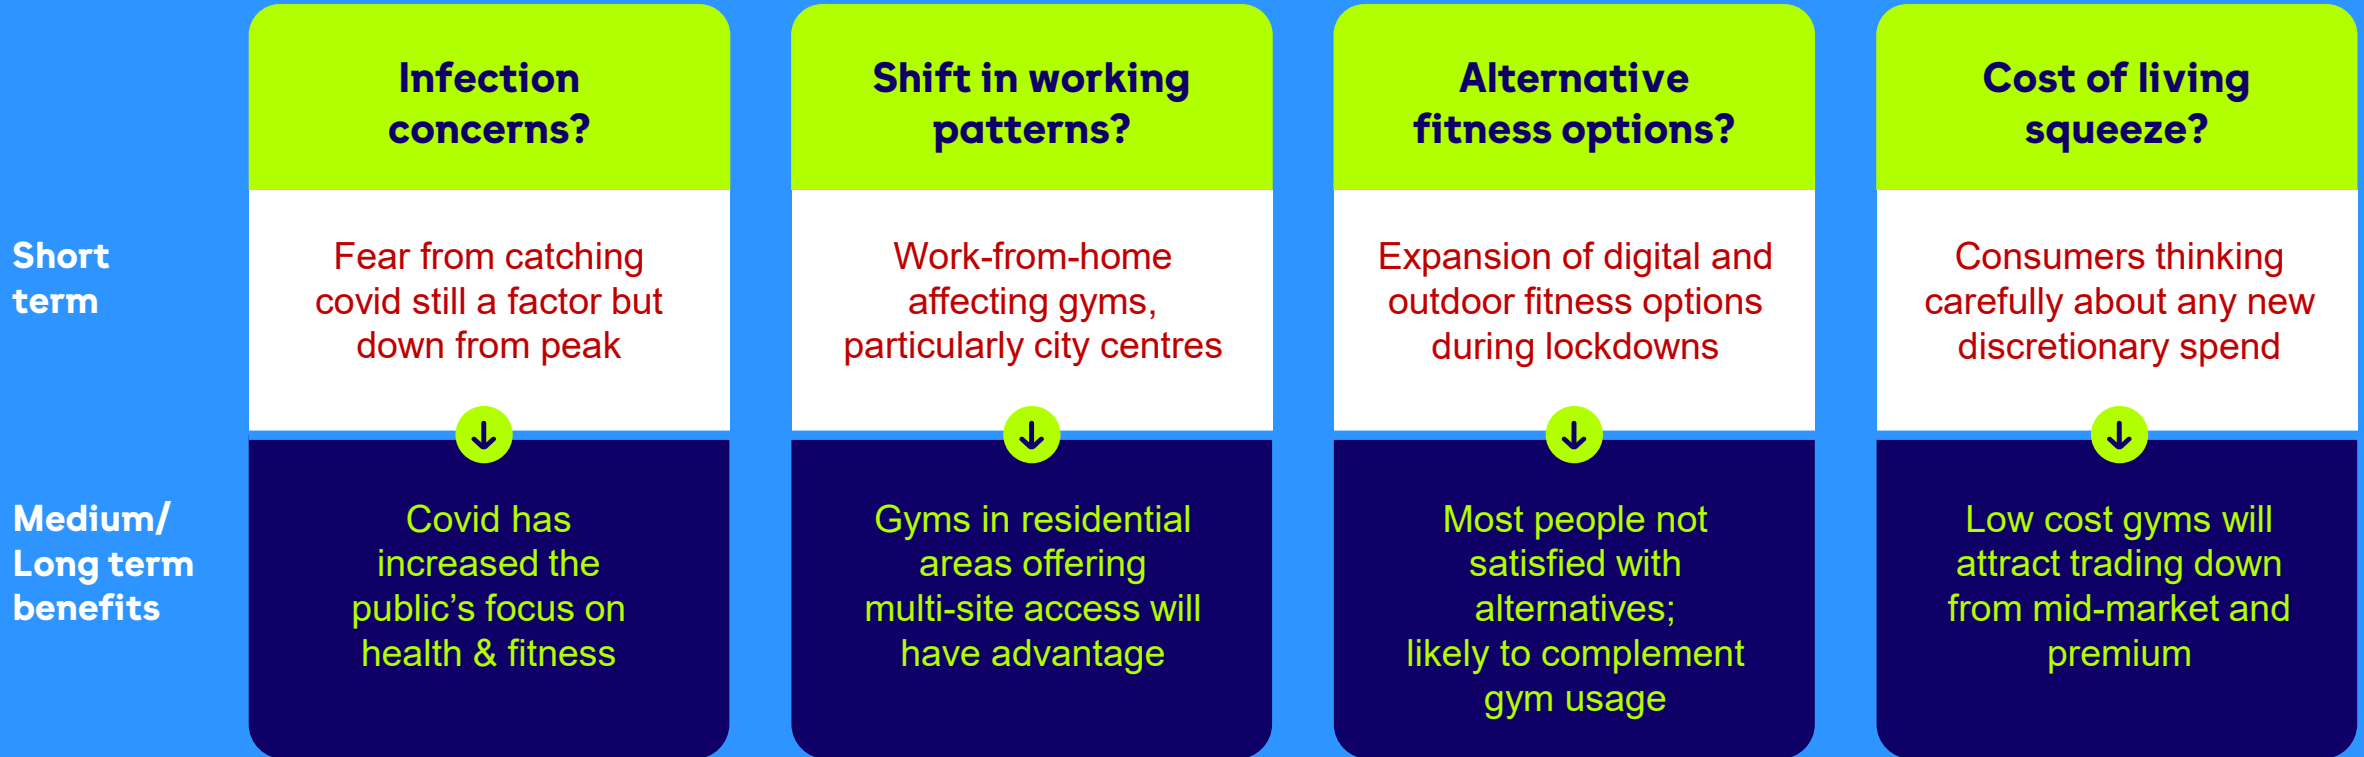 Infection
concerns?
Shift in working
patterns?
Alternative
fitness options?
Cost of living
squeeze?
Short
term
Fear from catching
covid still a factor but
down from peak
Work-from-home
affecting gyms,
particularly city centres
Expansion of digital and
outdoor fitness options
during lockdowns
Consumers thinking
carefully about any new
discretionary spend
Medium/
Long term
benefits
Covid has
increased the
public’s focus on
health & fitness
Gyms in residential
areas offering
multi-site access will
have advantage
Most people not
satisfied with
alternatives;
likely to complement
gym usage
Low cost gyms will
attract trading down
from mid-market and
premium